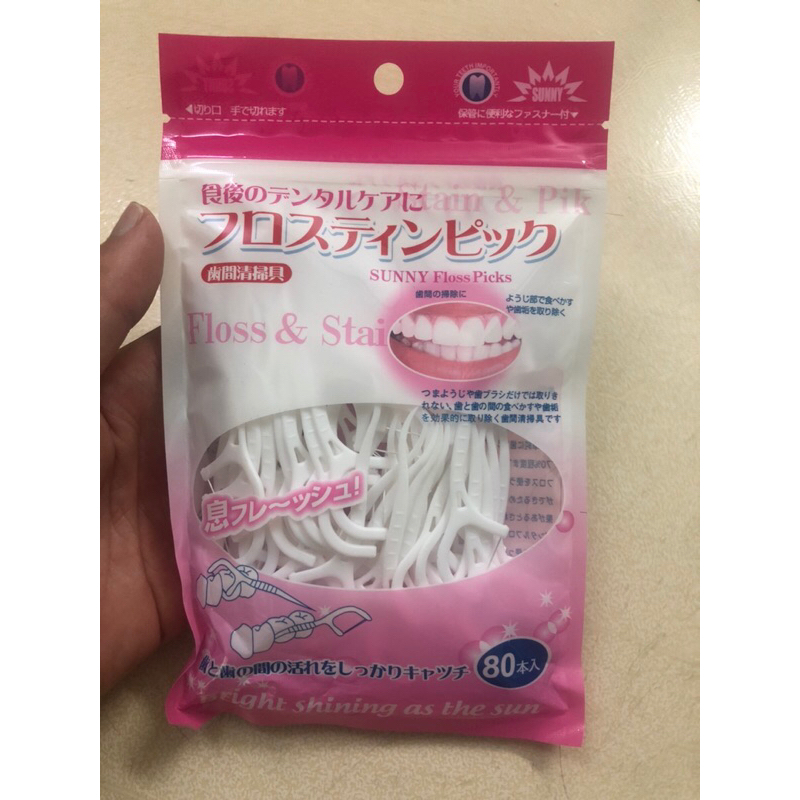 YOUR TEETH IMPORTANTLY
SUNNY
SUNNY
◀切り口 手で切れます
保管に便利なファスナー付▼
食後のデンタルケアに
Stain & Pik
フロスティンピック
歯間清掃具
SUNNY Floss Picks
歯間の掃除に
ようじ部で食べかす
や歯垢を取り除く
Floss & Stai
つまようじや歯ブラシだけでは取りき
れない、歯と歯の間の食べかすや歯垢
を効果的に取り除く歯間清掃具です
息フレ〜ッシュ!
歯と歯の間の活れをしっかりキャツチ
80本入
Bright shining as the sun